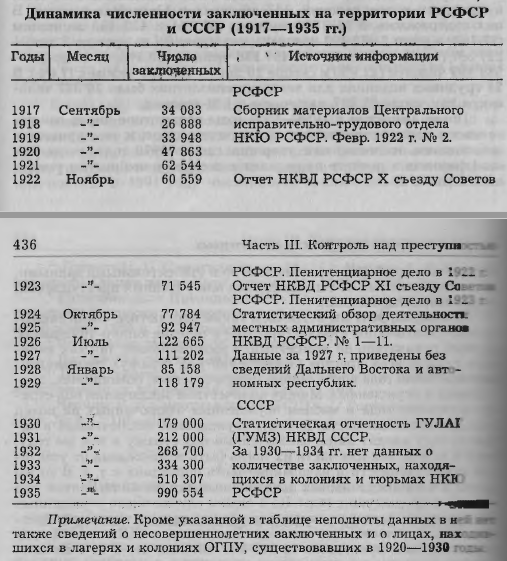 Динамика численности заключенных на территории РСФСР
и СССР (1917—1935 гг.)
Годы Месяц Число заключенных Источник информации
РСФСР
1917 Сентябрь 34 083 Сборник материалов Центрального
1918 -"- 26 888 исправительно-трудового отдела
1919 -"- 33 948 НКЮ РСФСР. Февр. 1922 г. № 2.
1920 -"- 47 863
1921 -"- 62 544
1922 Ноябрь 60 559 Отчет НКВД РСФСР X съезду Советов
436 Часть III. Контроль над
РСФСР. Пенитенциарное дело в
1923 -"- 71 545 Отчет НКВД РСФСР XI съезду
РСФСР. Пенитенциарное дело в
1924 Октябрь 77 784 Статистический обзор деятельности
1925 -"- 92 947 местных административных органов
1926 Июль 122 665 НКВД РСФСР. № 1—11.
1927 -"- 111 202 Данные за 1927 г. приведены без
1928 Январь 85 158 сведений Дальнего Востока и авто-
1929 -"- 118 179 номных республик.
СССР
1930 -"- 179 000 Статистическая отчетность ГУЛАГ
1931 -"- 212 000 (ГУМЗ) НКВД СССР.
1932 -"- 268 700 За 1930—1934 гг. нет данных о
1933 -"- 334 300 количестве заключенных, находя-
1934 -"- 510 307 щихся в колониях и тюрьмах НКЮ
1935 -"- 990 554 РСФСР
Примечание. Кроме указанной в таблице неполноты данных в
также сведений о несовершеннолетних заключенных и о лицах,
шихся в лагерях и колониях ОГПУ, существовавших в 1920—1930